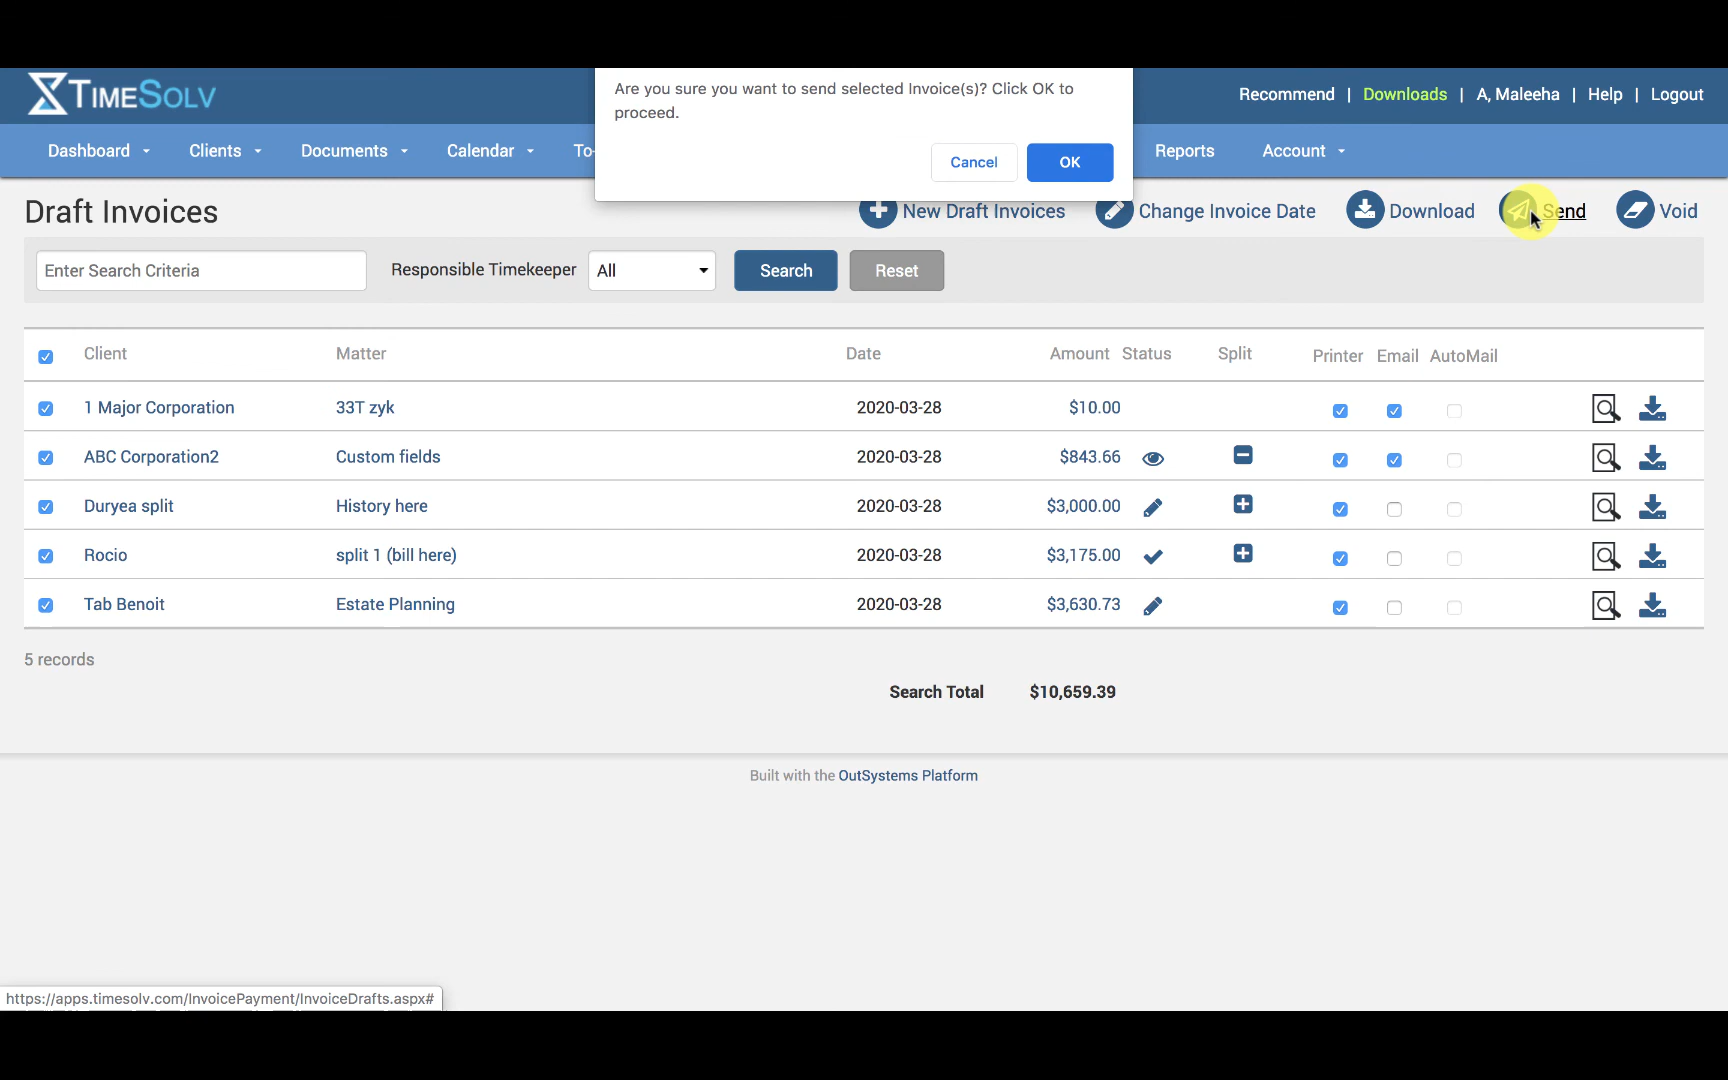 TIMESOLV
Are you sure you want to send selected Invoice(s)? Click OK to
proceed.
Cancel OK
Recommend | Downloads | A, Maleeha | Help | Logout
Dashboard Clients Documents Calendar To- Reports Account
Draft Invoices
New Draft Invoices Change Invoice Date Download Send Void
Enter Search Criteria Responsible Timekeeper All Search Reset
Client Matter Date Amount Status Split Printer Email AutoMail
1 Major Corporation 33T zyk 2020-03-28 $10.00
ABC Corporation2 Custom fields 2020-03-28 $843.66
Duryea split History here 2020-03-28 $3,000.00
Rocio split 1 (bill here) 2020-03-28 $3,175.00
Tab Benoit Estate Planning 2020-03-28 $3,630.73
5 records
Search Total $10,659.39
Built with the OutSystems Platform
https://apps.timesolv.com/InvoicePayment/InvoiceDrafts.aspx#